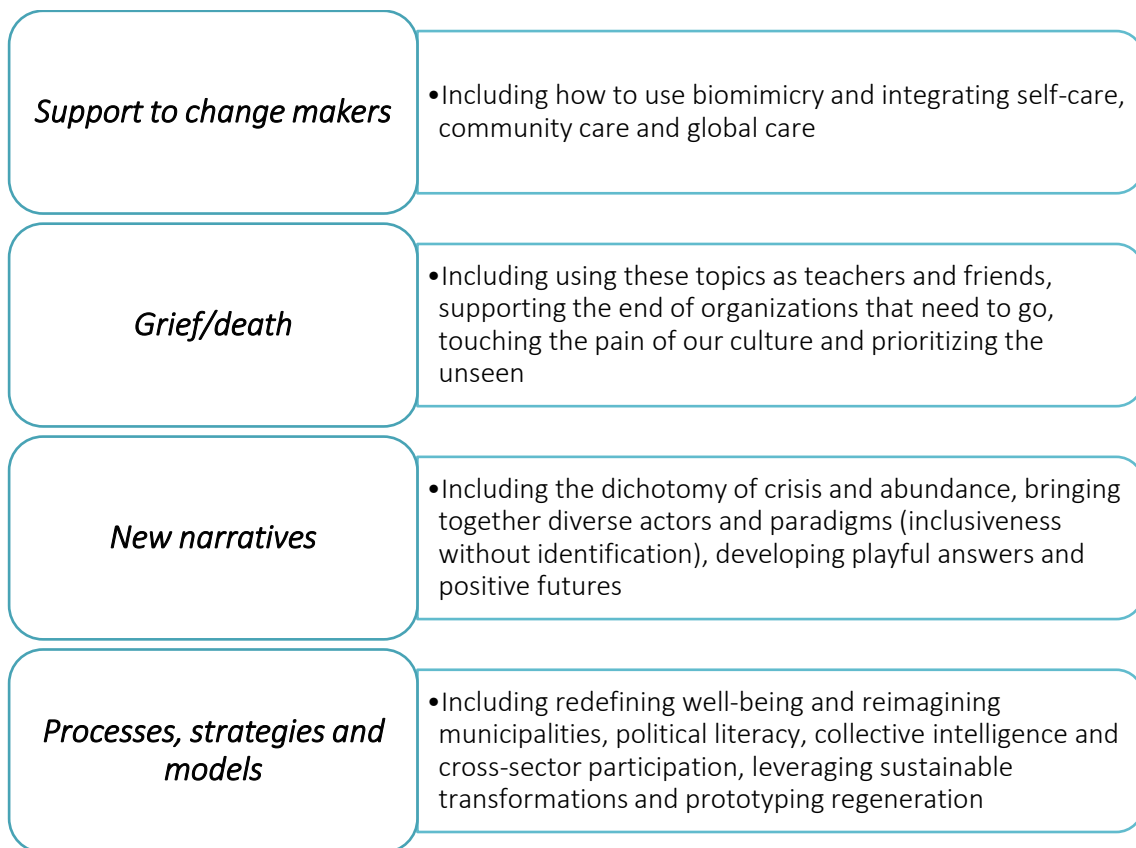 Support to change makers
•Including how to use biomimicry and integrating self-care,
community care and global care
Grief/death
•Including using these topics as teachers and friends,
supporting the end of organizations that need to go,
touching the pain of our culture and prioritizing the
unseen
New narratives
•Including the dichotomy of crisis and abundance, bringing
together diverse actors and paradigms (inclusiveness
without identification), developing playful answers and
positive futures
Processes, strategies and
models
•Including redefining well-being and reimagining
municipalities, political literacy, collective intelligence and
cross-sector participation, leveraging sustainable
transformations and prototyping regeneration